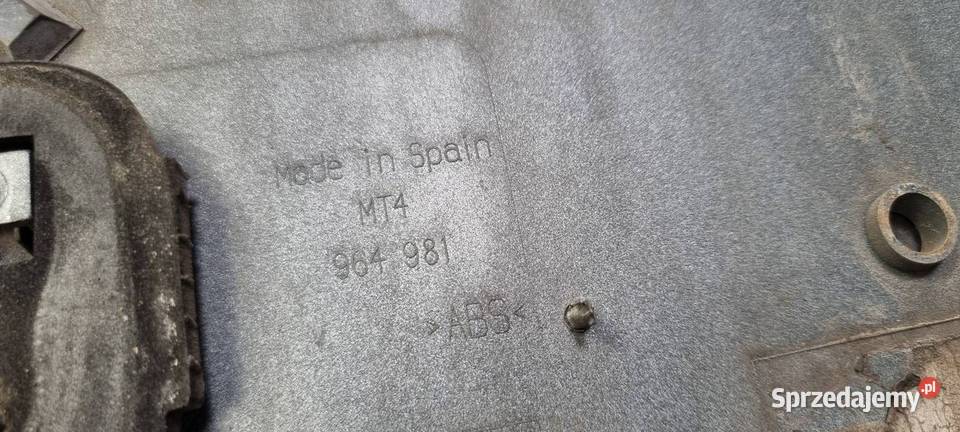 Made in Spain
MT4
964 981
>ABS<
Sprzedajemy.pl